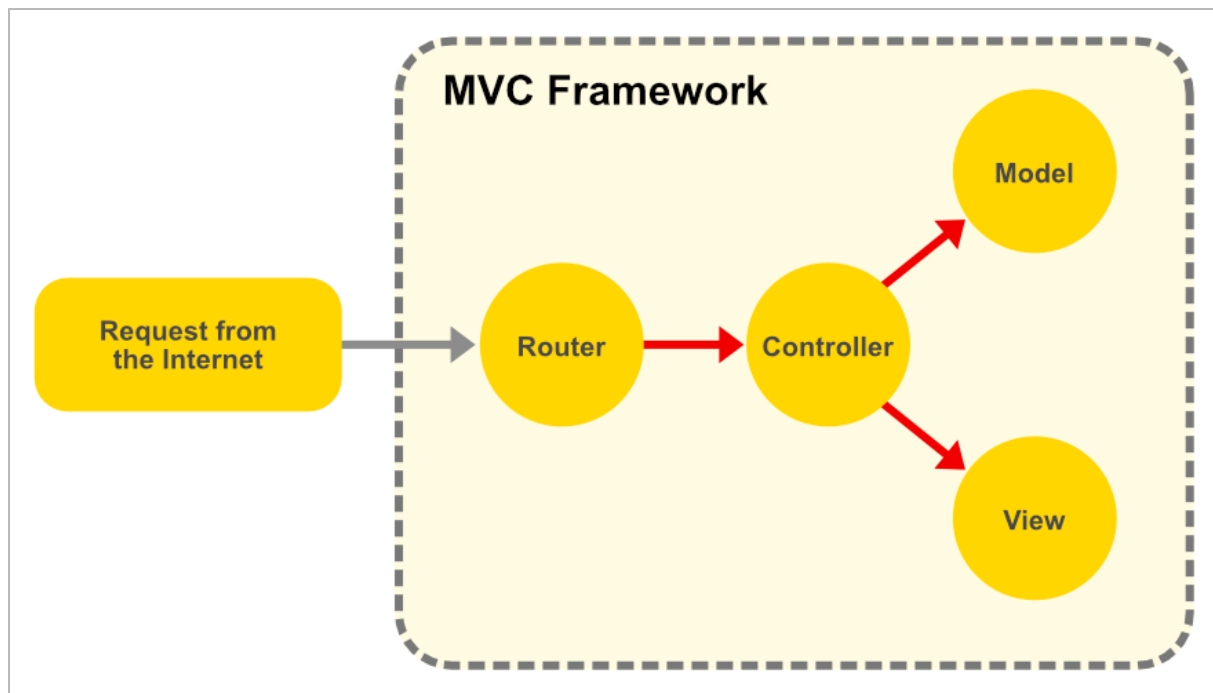 MVC Framework
Model
Request from
the Internet
Router
Controller
View